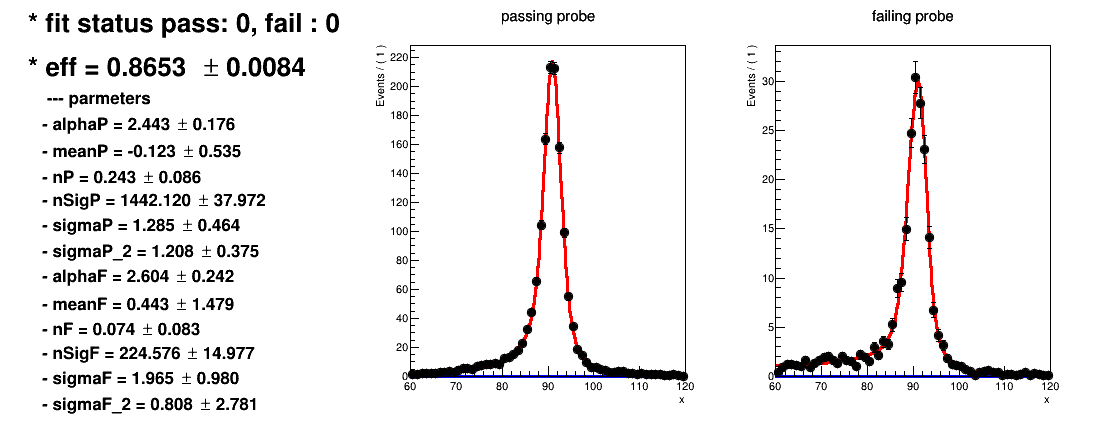 * fit status pass: 0, fail : 0
* eff = 0.8653 ± 0.0084
--- parmeters
- alphaP = 2.443 ± 0.176
- meanP = -0.123 ± 0.535
- nP = 0.243 ± 0.086
- nSigP = 1442.120 ± 37.972
- sigmaP = 1.285 ± 0.464
- sigmaP_2 = 1.208 ± 0.375
- alphaF = 2.604 ± 0.242
- meanF = 0.443 ± 1.479
- nF = 0.074 ± 0.083
- nSigF = 224.576 ± 14.977
- sigmaF = 1.965 ± 0.980
- sigmaF_2 = 0.808 ± 2.781
passing probe
Events / ( 1 )
220
200
180
160
140
120
100
80
60
40
20
0
60 70 80 90 100 110 120
x
failing probe
Events / ( 1 )
30
25
20
15
10
5
0
60 70 80 90 100 110 120
x